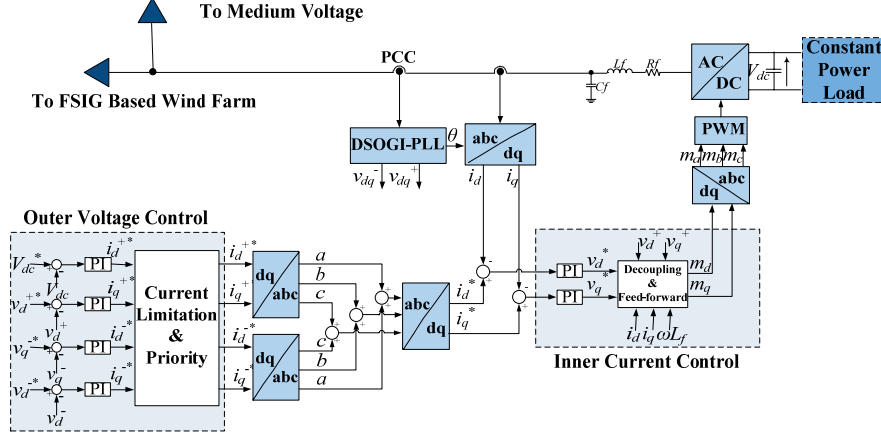 To Medium Voltage
To FSIG Based Wind Farm
PCC
Lf
Rf
Cf
AC
DC
Vdc
Constant
Power
Load
DSOGI-PLL
θ
abc
dq
PWM
ma mb mc
abc
dq
vdq-
vdq+
id
iq
Outer Voltage Control
Vdc*
Vdc
PI
id+*
vd+*
vd+
PI
iq+*
vq-*
vq-
PI
id-*
vd-*
vd-
PI
iq-*
Current
Limitation
&
Priority
id+*
iq+*
id-*
iq-*
dq
abc
dq
abc
a
b
c
c
b
a
abc
dq
id*
iq*
PI
PI
vd*
vq*
vd+
vq+
Decoupling
&
Feed-forward
md
mq
id iq ωLf
Inner Current Control